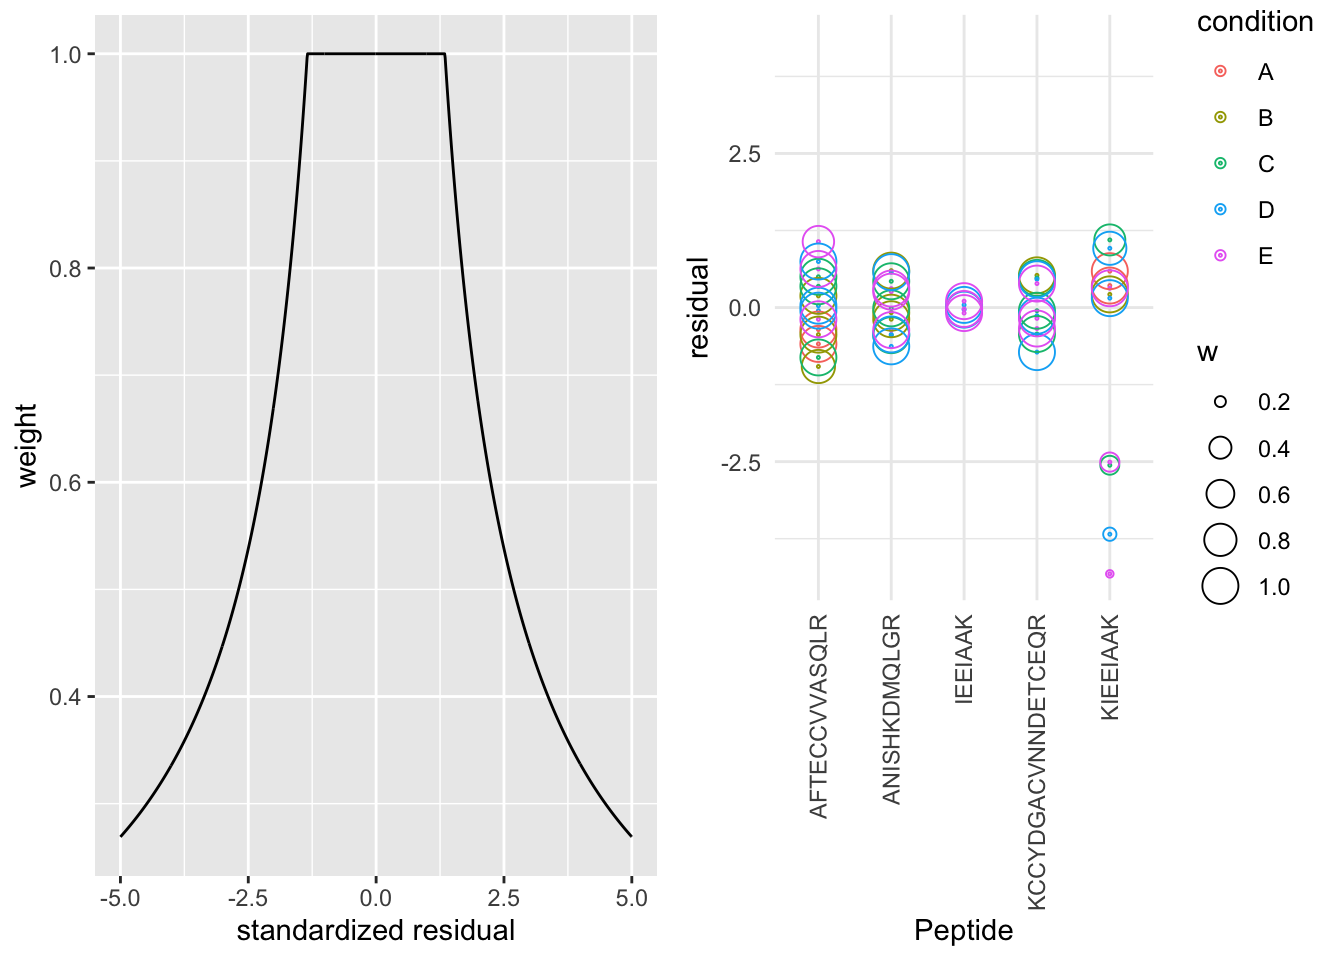 1.0
0.8
0.6
0.4
weight
-5.0
-2.5
0.0
2.5
5.0
standardized residual
2.5
0.0
-2.5
residual
AFTECCVVASQLR
ANISHKDMQLGR
IEEIAAK
KCCYDGACVNNDETCEQR
KIEEIAAK
Peptide
condition
A
B
C
D
E
w
0.2
0.4
0.6
0.8
1.0